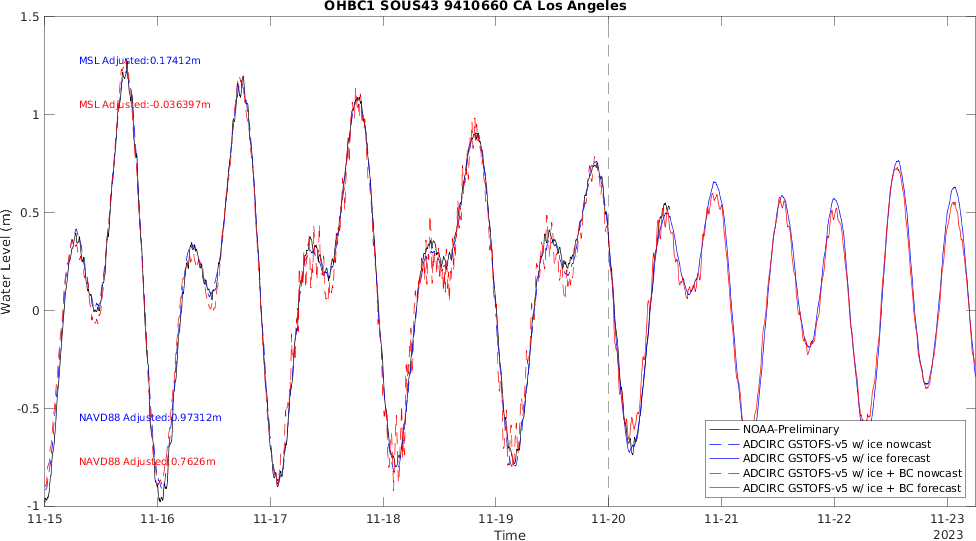 OHBC1 SOUS43 9410660 CA Los Angeles
1.5
MSL Adjusted:0.17412m
MSL Adjusted:-0.036397m
1
0.5
Water Level (m)
0
-0.5
NAVD88 Adjusted:0.97312m
NAVD88 Adjusted:0.7626m
NOAA-Preliminary
ADCIRC GSTOFS-v5 w/ ice nowcast
ADCIRC GSTOFS-v5 w/ ice forecast
ADCIRC GSTOFS-v5 w/ ice + BC nowcast
ADCIRC GSTOFS-v5 w/ ice + BC forecast
-1
11-15 11-16 11-17 11-18 11-19 11-20 11-21 11-22 11-23
Time
2023